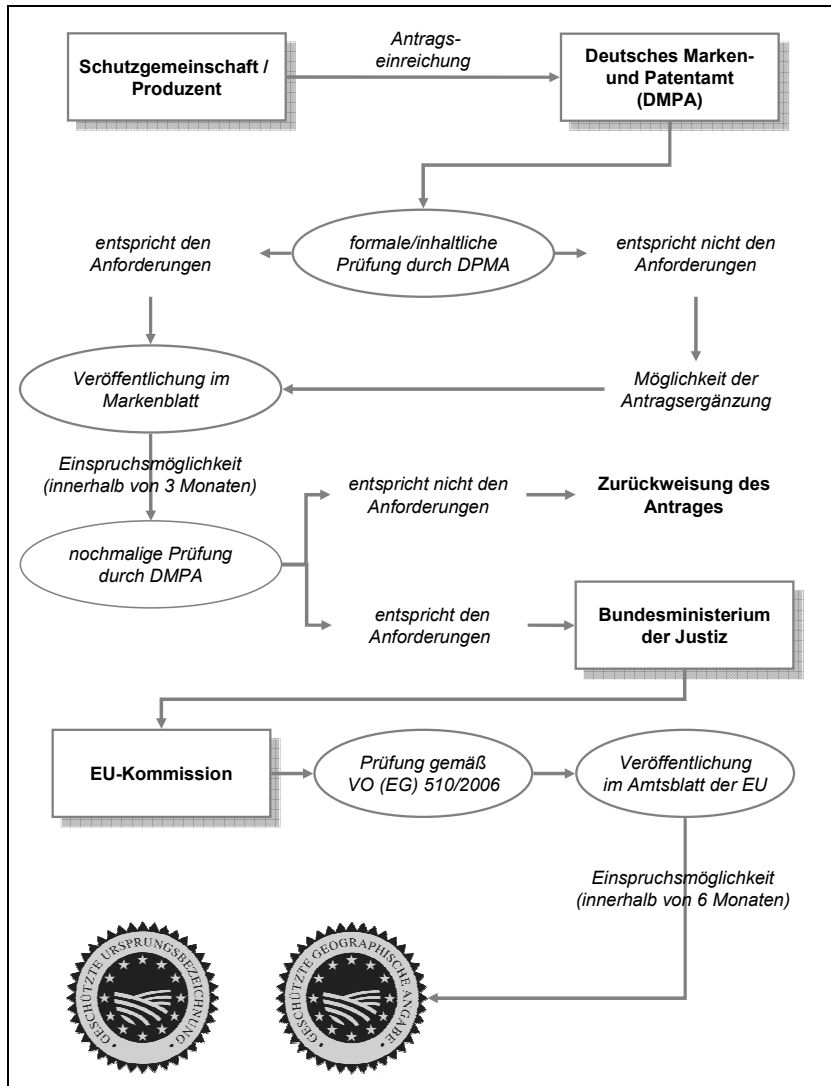 Schutzgemeinschaft /
Produzent
Antrags-
einreichung
Deutsches Marken-
und Patentamt
(DMPA)
entspricht den
Anforderungen
formale/inhaltliche
Prüfung durch DPMA
entspricht nicht den
Anforderungen
Veröffentlichung im
Markenblatt
Möglichkeit der
Antragsergänzung
Einspruchsmöglichkeit
(innerhalb von 3 Monaten)
entspricht nicht den
Anforderungen
Zurückweisung des
Antrages
nochmalige Prüfung
durch DMPA
entspricht den
Anforderungen
Bundesministerium
der Justiz
EU-Kommission
Prüfung gemäß
VO (EG) 510/2006
Veröffentlichung
im Amtsblatt der EU
Einspruchsmöglichkeit
(innerhalb von 6 Monaten)
GESCHÜTZTE URSPRUNGSBEZEICHNUNG
GESCHÜTZTE GEOGRAPHISCHE ANGABE